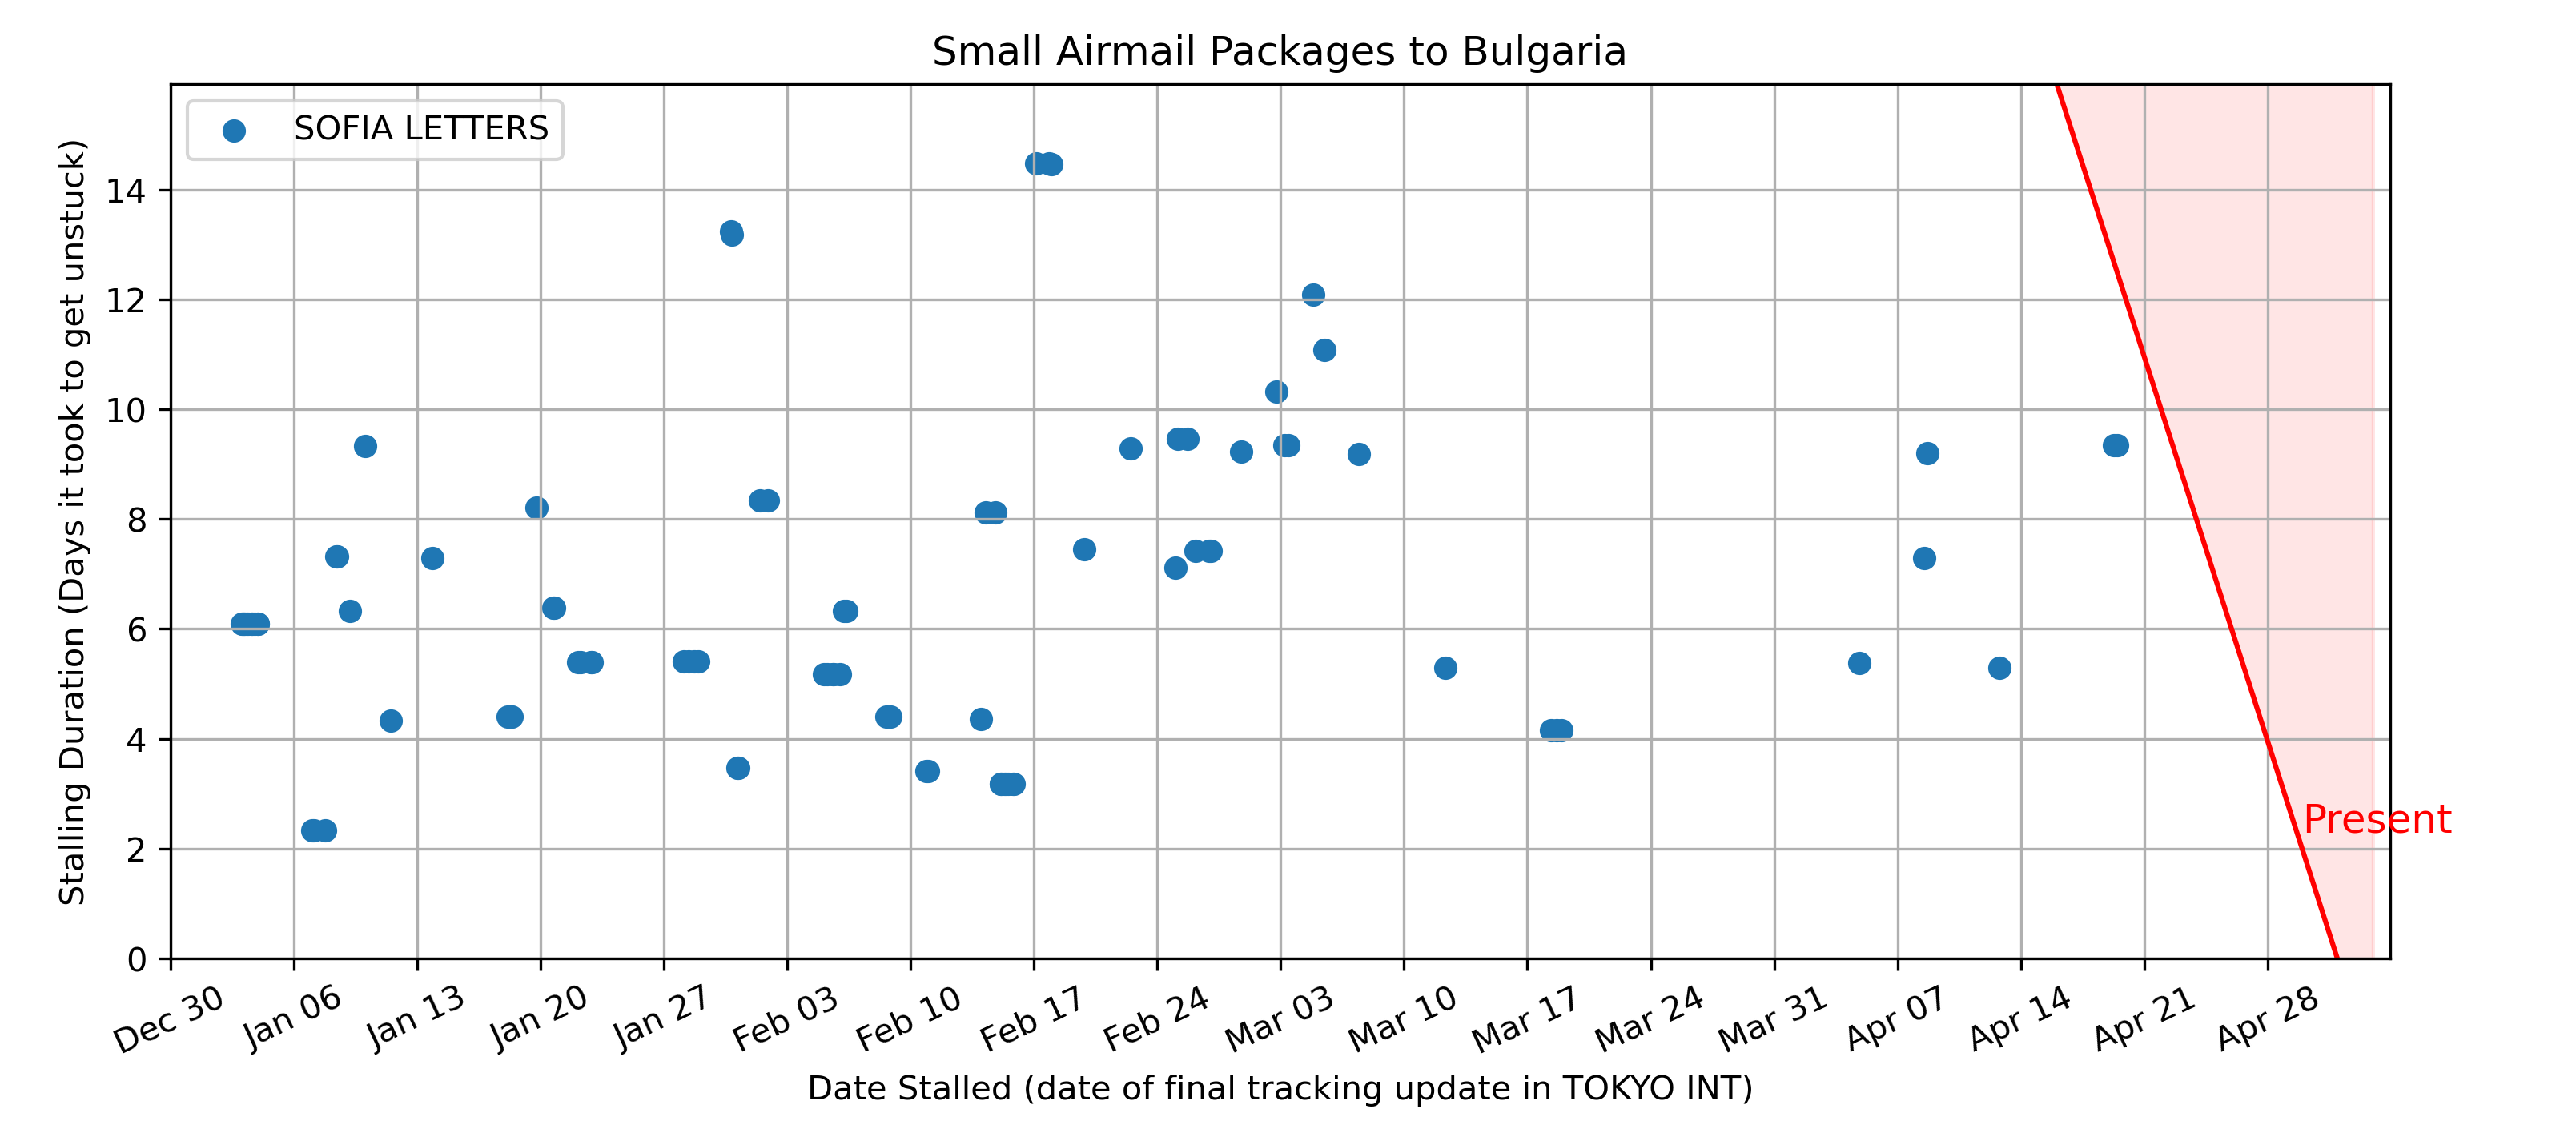 Small Airmail Packages to Bulgaria
SOFIA LETTERS
Stalling Duration (Days it took to get unstuck)
14
12
10
8
6
4
2
0
Present
Dec 30
Jan 06
Jan 13
Jan 20
Jan 27
Feb 03
Feb 10
Feb 17
Feb 24
Mar 03
Mar 10
Mar 17
Mar 24
Mar 31
Apr 07
Apr 14
Apr 21
Apr 28
Date Stalled (date of final tracking update in TOKYO INT)